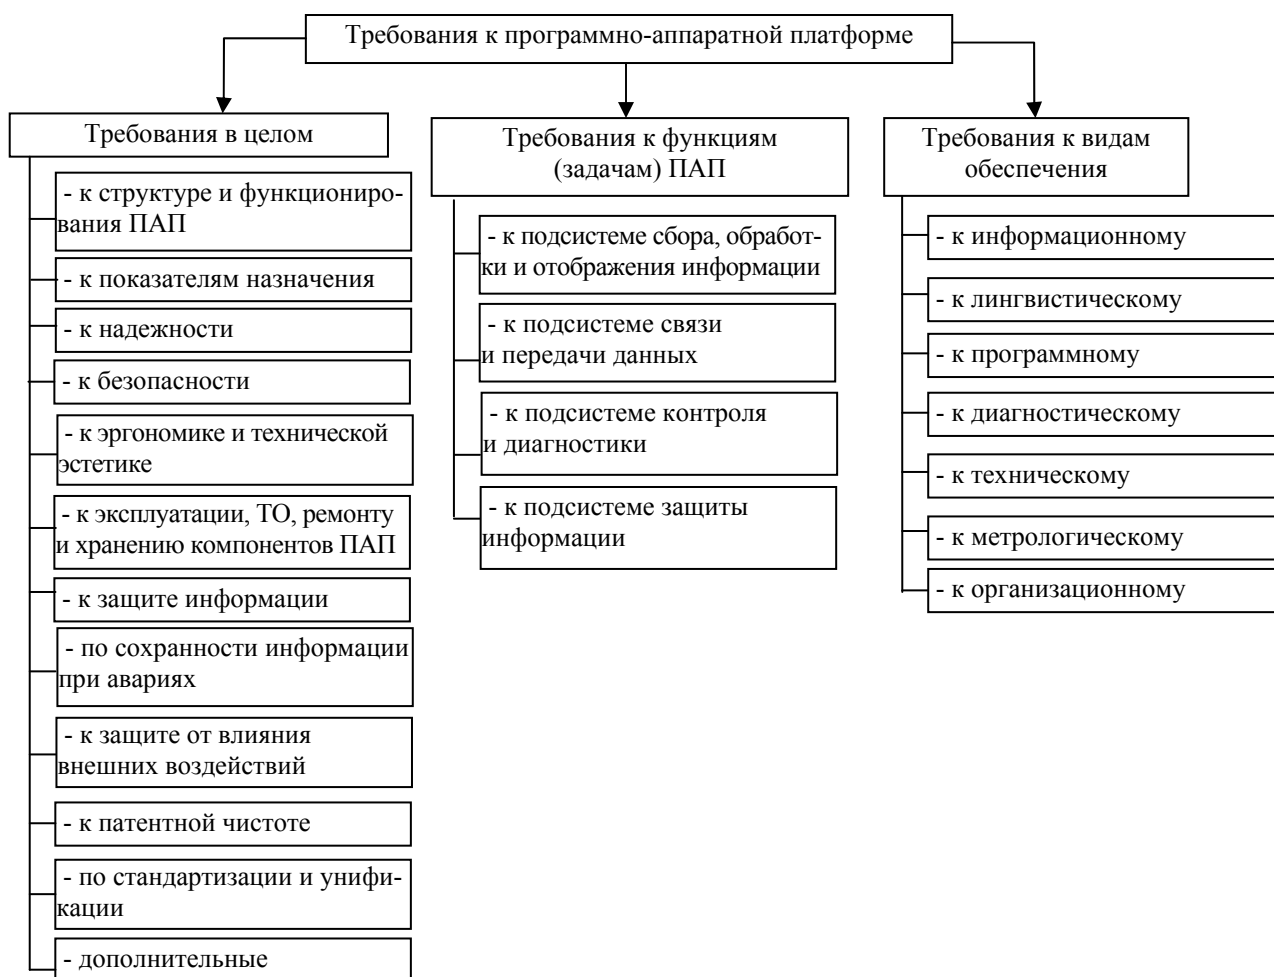 Требования к программно-аппаратной платформе
Требования в целом
- к структуре и функциониро-
вания ПАП
- к показателям назначения
- к надежности
- к безопасности
- к эргономике и технической
эстетике
- к эксплуатации, ТО, ремонту
и хранению компонентов ПАП
- к защите информации
- по сохранности информации
при авариях
- к защите от влияния
внешних воздействий
- к патентной чистоте
- по стандартизации и унифи-
кации
- дополнительные
Требования к функциям
(задачам) ПАП
- к подсистеме сбора, обработ-
ки и отображения информации
- к подсистеме связи
и передачи данных
- к подсистеме контроля
и диагностики
- к подсистеме защиты
информации
Требования к видам
обеспечения
- к информационному
- к лингвистическому
- к программному
- к диагностическому
- к техническому
- к метрологическому
- к организационному